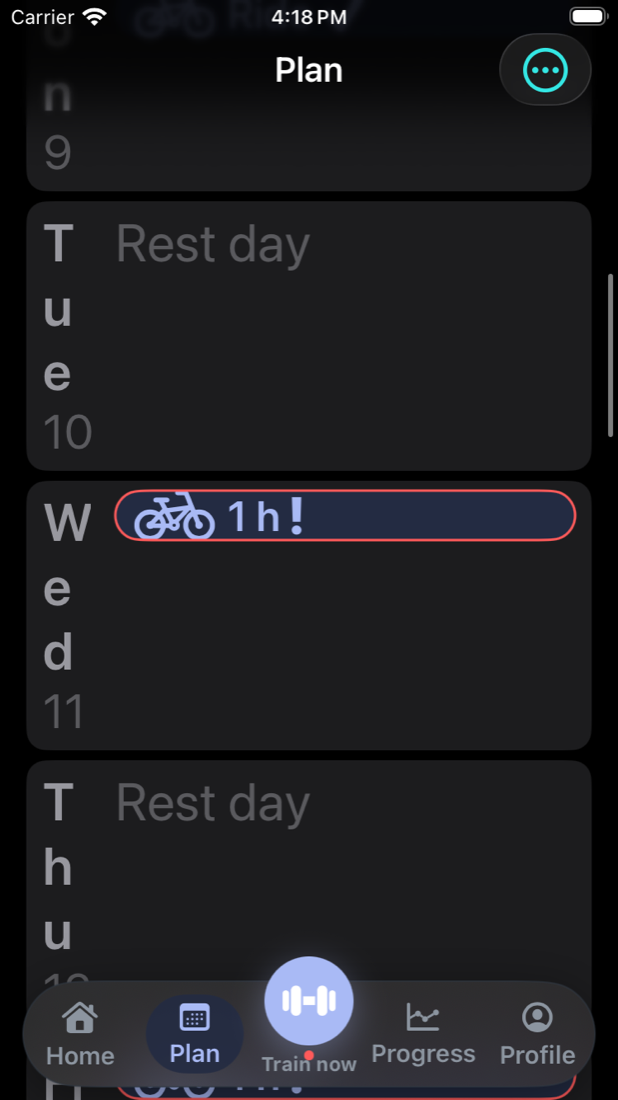 Carrier 4:18 PM
Plan
n
9
T
u
e
10
Rest day
W
e
d
11
1 h !
T
h
u
Rest day
Home
Plan
Train now
Progress
Profile